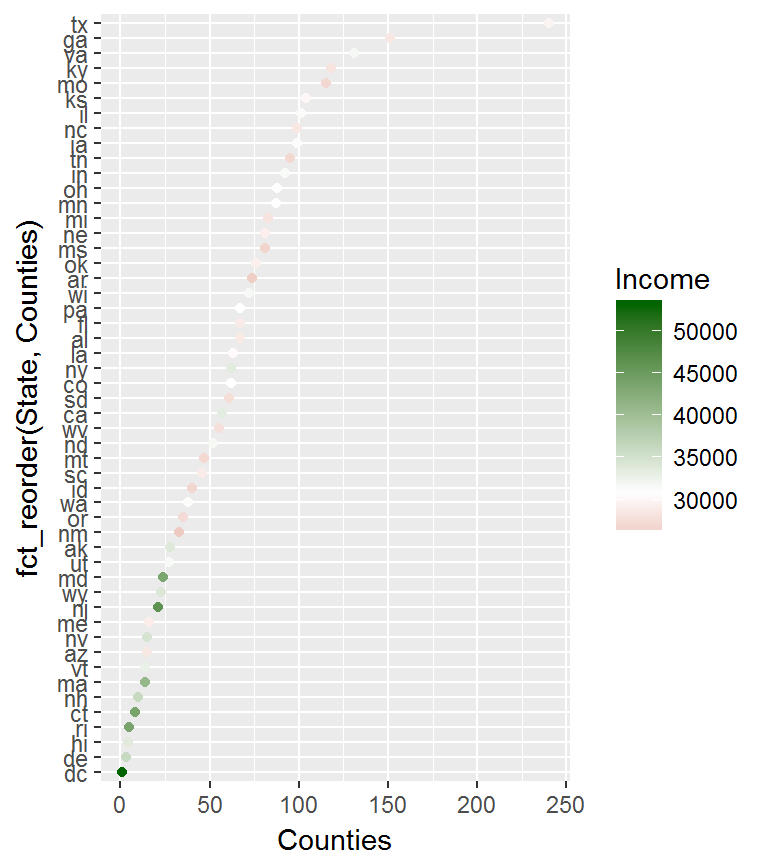 tx
ga
va
ky
mo
ks
il
nc
ia
tn
in
oh
mn
mi
ne
ms
ok
ar
wi
pa
fl
al
la
ny
co
sd
ca
wv
nd
mt
sc
id
wa
or
nm
ak
ut
md
wy
nj
me
nv
az
vt
ma
nh
ct
ri
hi
de
dc
fct_reorder(State, Counties)
0 50 100 150 200 250
Counties
Income
50000
45000
40000
35000
30000